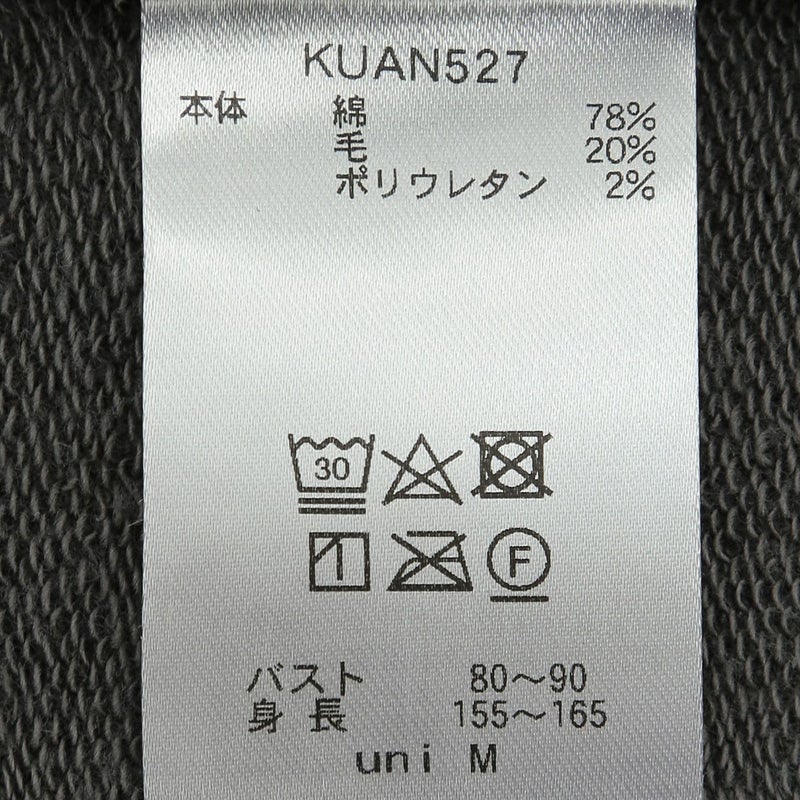 KUAN527
本体 綿 78%
毛 20%
ポリウレタン 2%
30
F
バスト 80～90
身長 155～165
uni M